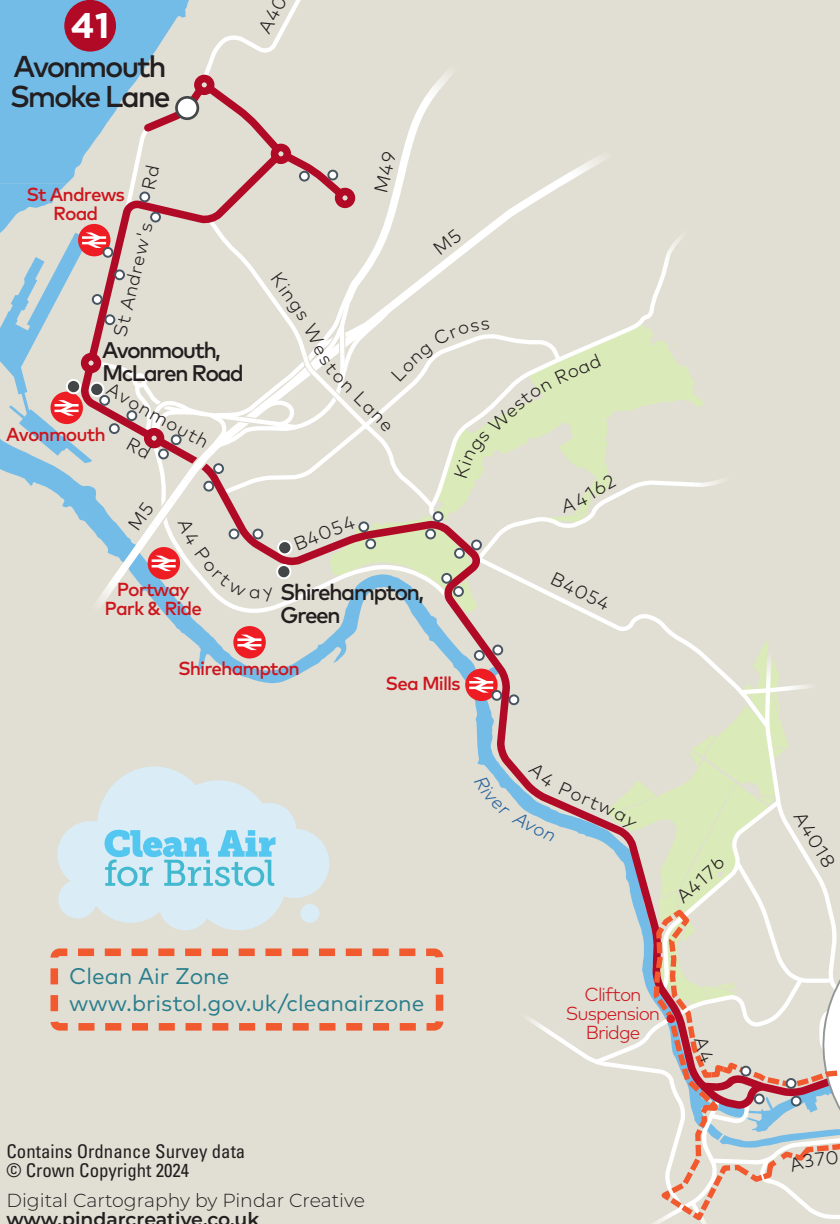 41
Avonmouth
Smoke Lane
A40
M49
M5
St Andrews
Road
St Andrew's Rd
Kings Weston Lane
Long Cross
Avonmouth,
McLaren Road
Avonmouth
Avonmouth Rd
Kings Weston Road
A4162
M5
A4 Portway
B4054
Portway
Park & Ride
Shirehampton,
Green
B4054
Shirehampton
Sea Mills
A4 Portway
River Avon
Clean Air
for Bristol
A4018
A4176
Clean Air Zone
www.bristol.gov.uk/cleanairzone
Clifton
Suspension
Bridge
A4
Contains Ordnance Survey data
© Crown Copyright 2024
A370
Digital Cartography by Pindar Creative
www.pindarcreative.co.uk